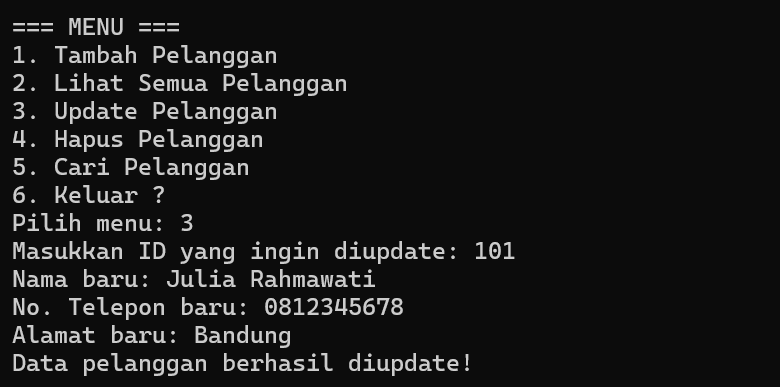 === MENU ===
1. Tambah Pelanggan
2. Lihat Semua Pelanggan
3. Update Pelanggan
4. Hapus Pelanggan
5. Cari Pelanggan
6. Keluar ?
Pilih menu: 3
Masukkan ID yang ingin diupdate: 101
Nama baru: Julia Rahmawati
No. Telepon baru: 0812345678
Alamat baru: Bandung
Data pelanggan berhasil diupdate!